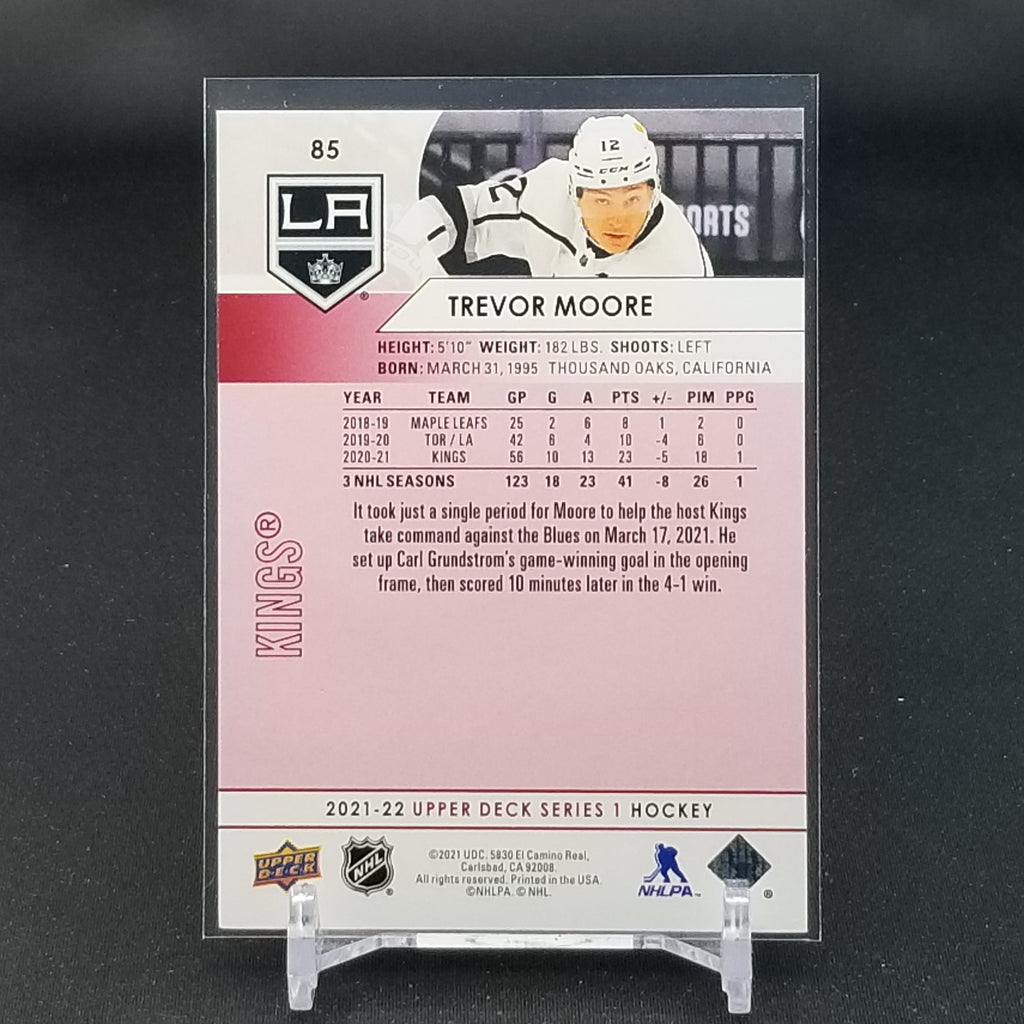 85
LA
®
12
CCM
12
ORTS
TREVOR MOORE
HEIGHT: 5'10" WEIGHT: 182 LBS. SHOOTS: LEFT
BORN: MARCH 31, 1995 THOUSAND OAKS, CALIFORNIA
YEAR TEAM GP G A PTS +/- PIM PPG
2018-19 MAPLE LEAFS 25 2 6 8 1 2 0
2019-20 TOR / LA 42 6 4 10 -4 6 0
2020-21 KINGS 56 10 13 23 -5 18 1
3 NHL SEASONS 123 18 23 41 -8 26 1
It took just a single period for Moore to help the host Kings
take command against the Blues on March 17, 2021. He
set up Carl Grundstrom's game-winning goal in the opening
frame, then scored 10 minutes later in the 4-1 win.
KINGS®
2021-22 UPPER DECK SERIES 1 HOCKEY
UPPER
DECK
NHL
®
©2021 UDC. 5830 El Camino Real,
Carlsbad, CA 92008.
All rights reserved. Printed in the USA.
©NHLPA. © NHL.
NHLPA™
®